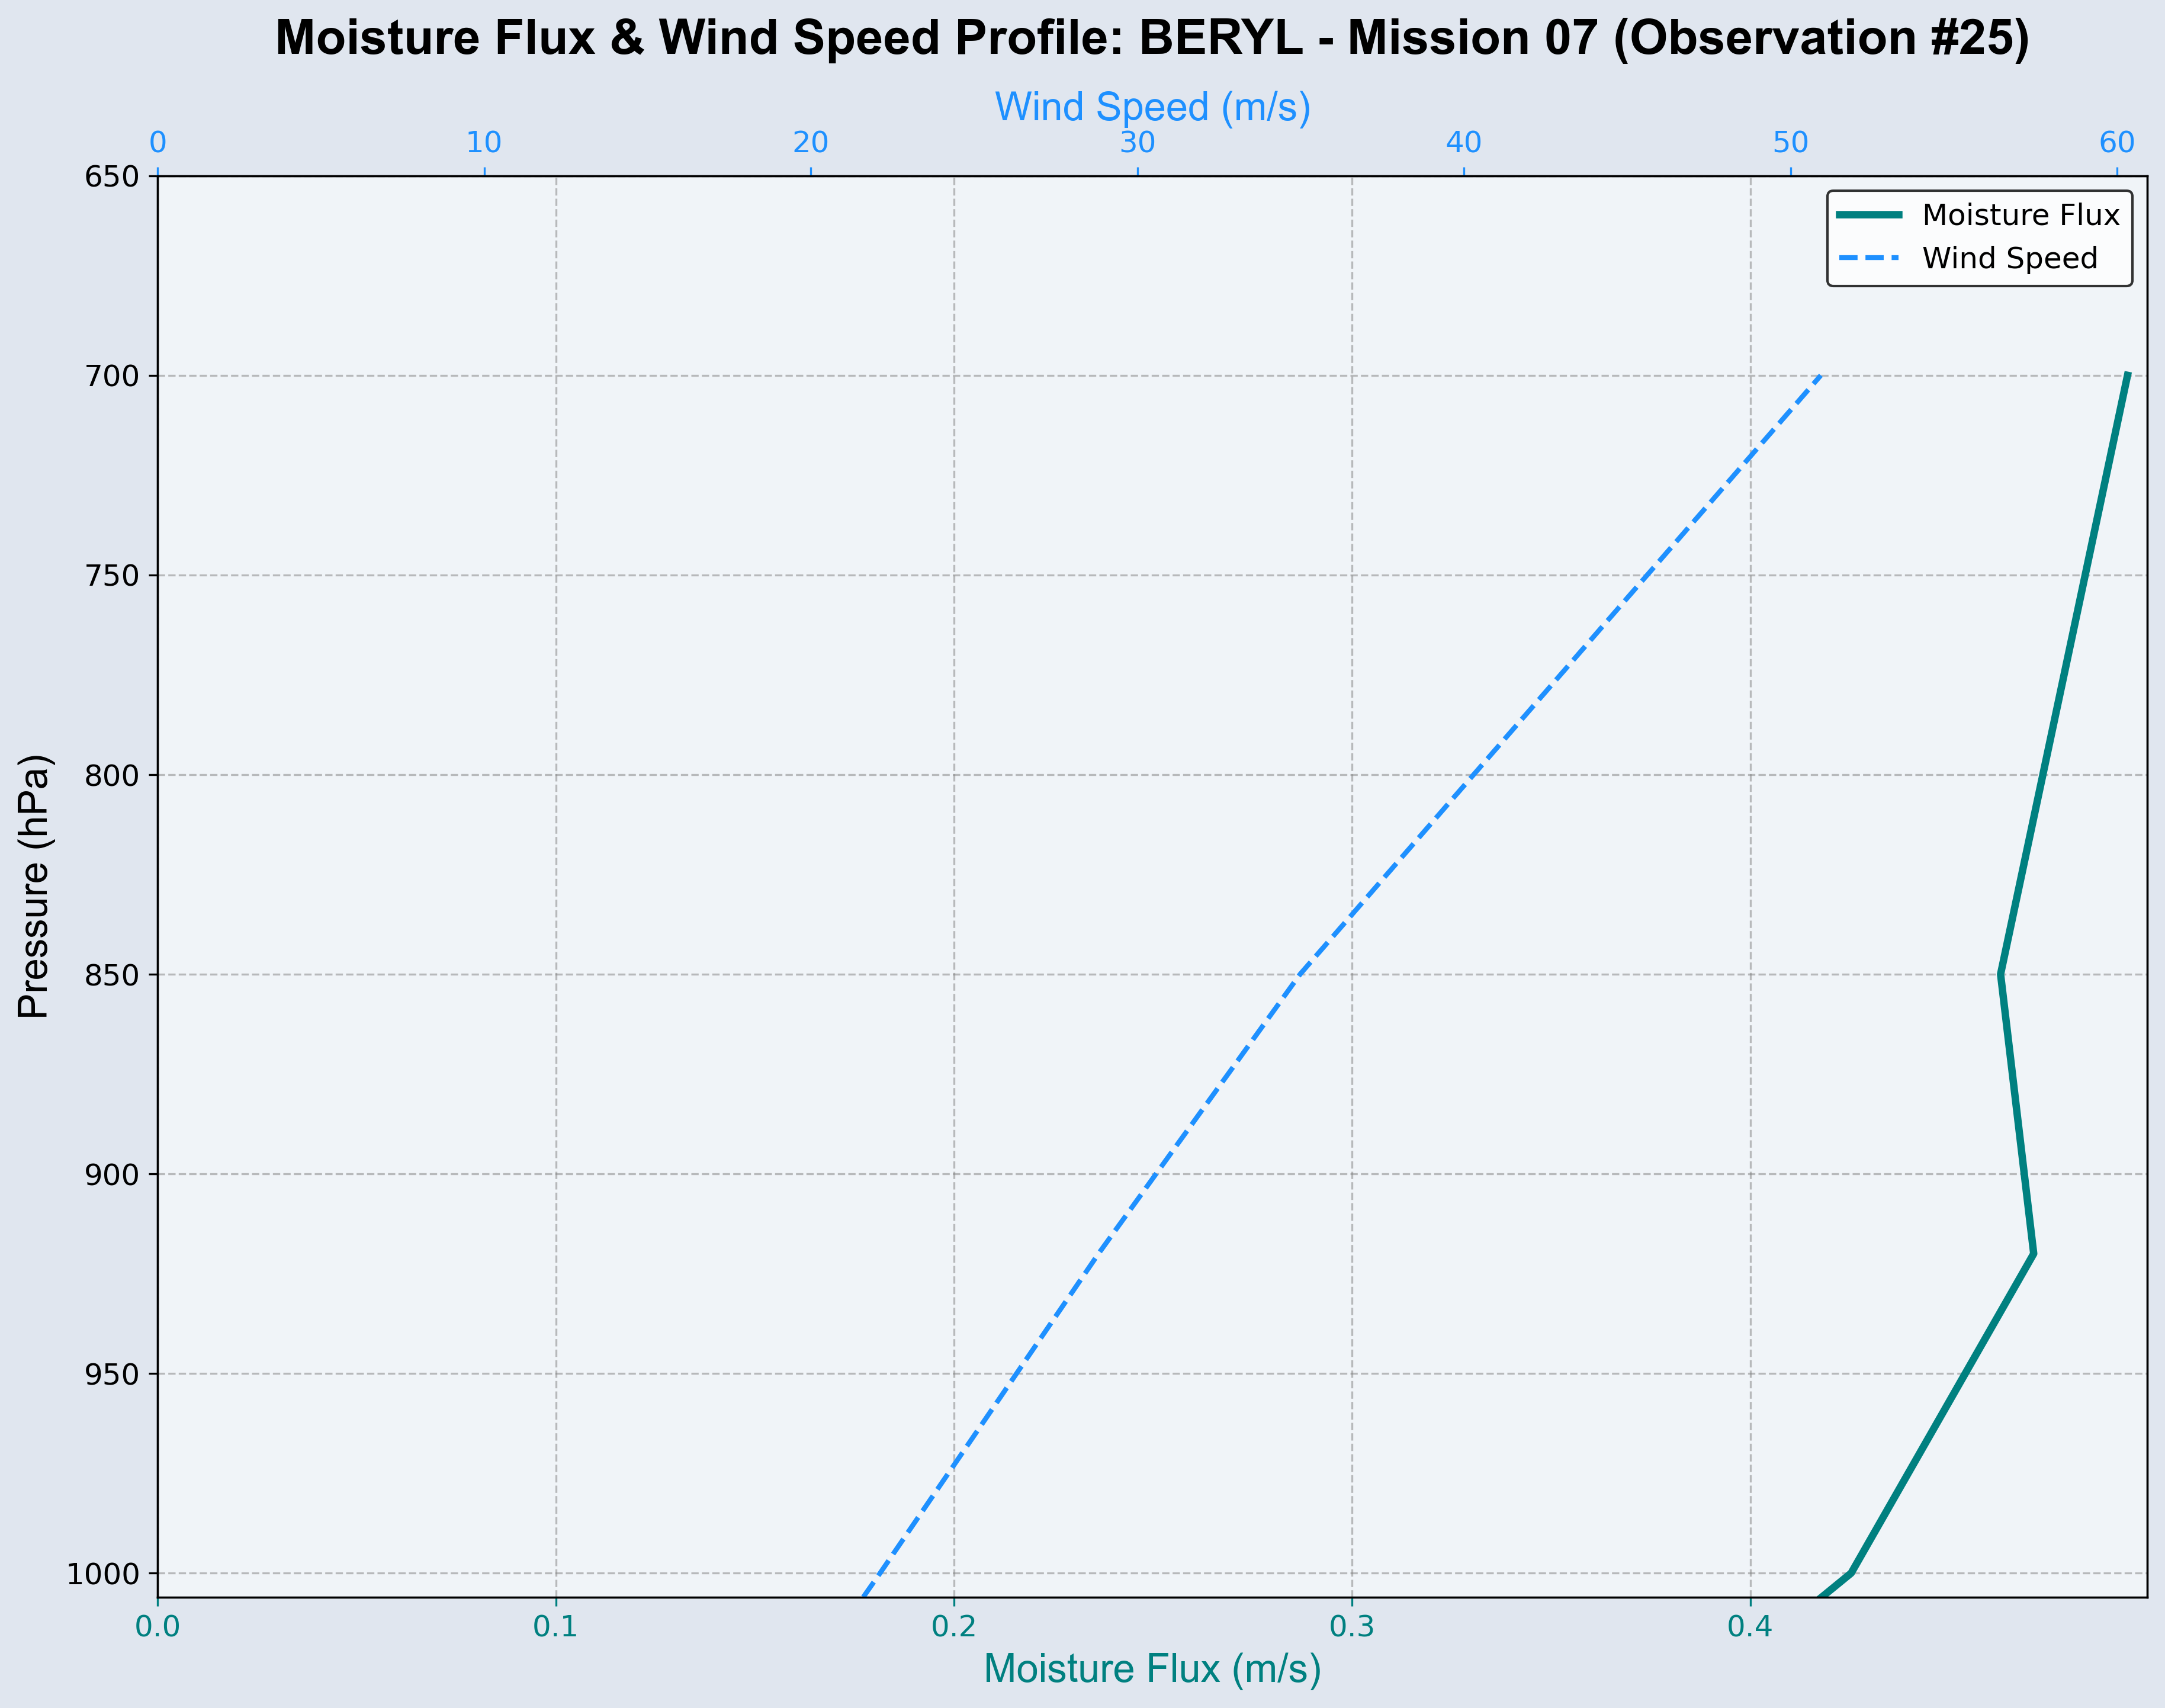 Moisture Flux & Wind Speed Profile: BERYL - Mission 07 (Observation #25)
Wind Speed (m/s)
0 10 20 30 40 50 60
Moisture Flux
Wind Speed
650
700
750
800
850
900
950
1000
Pressure (hPa)
0.0 0.1 0.2 0.3 0.4
Moisture Flux (m/s)